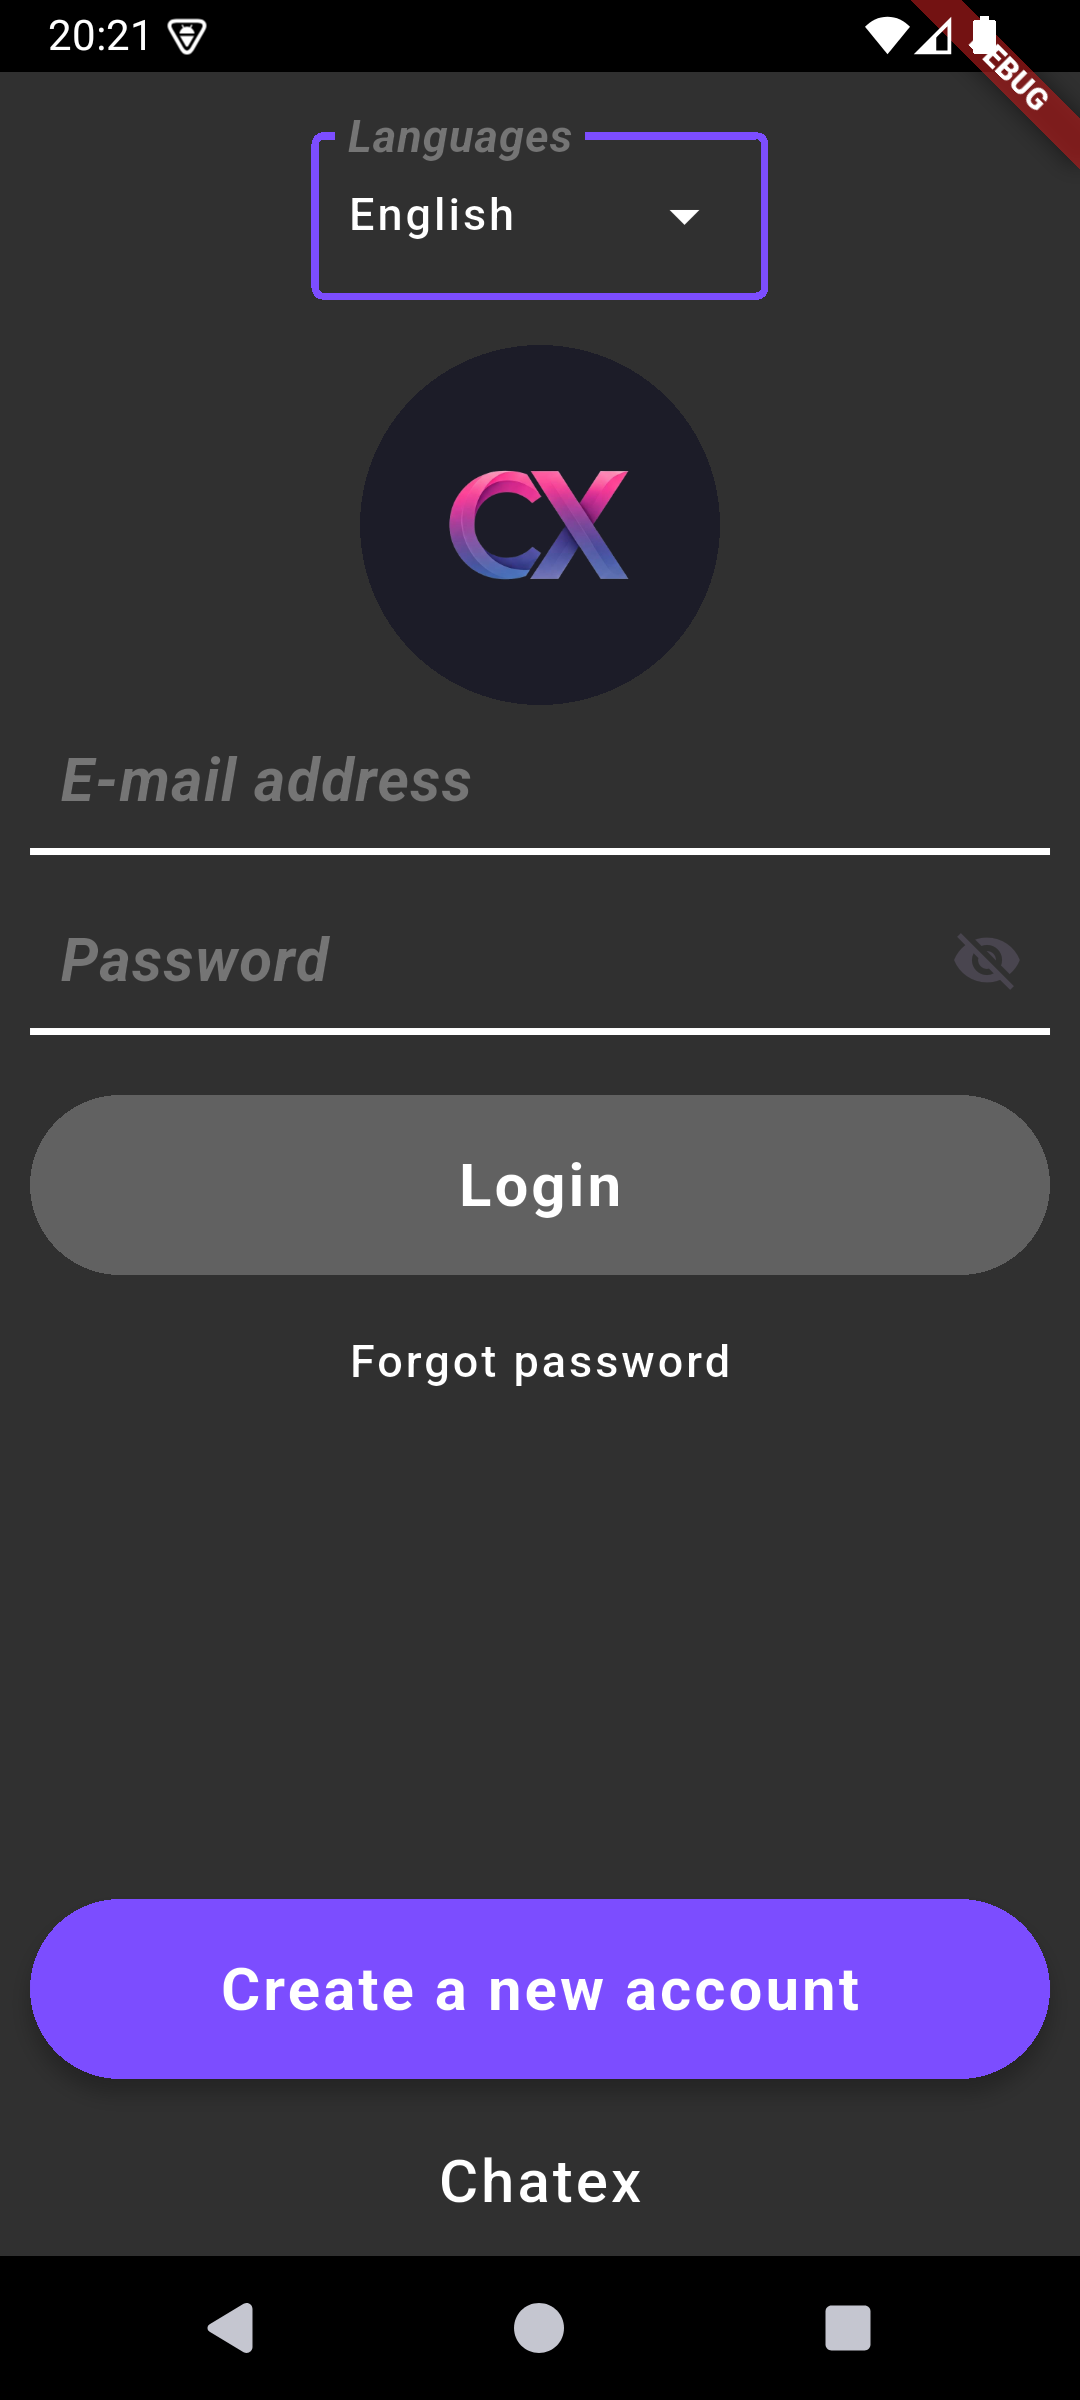 20:21
EBUG
Languages
English
CX
E-mail address
Password
Login
Forgot password
Create a new account
Chatex